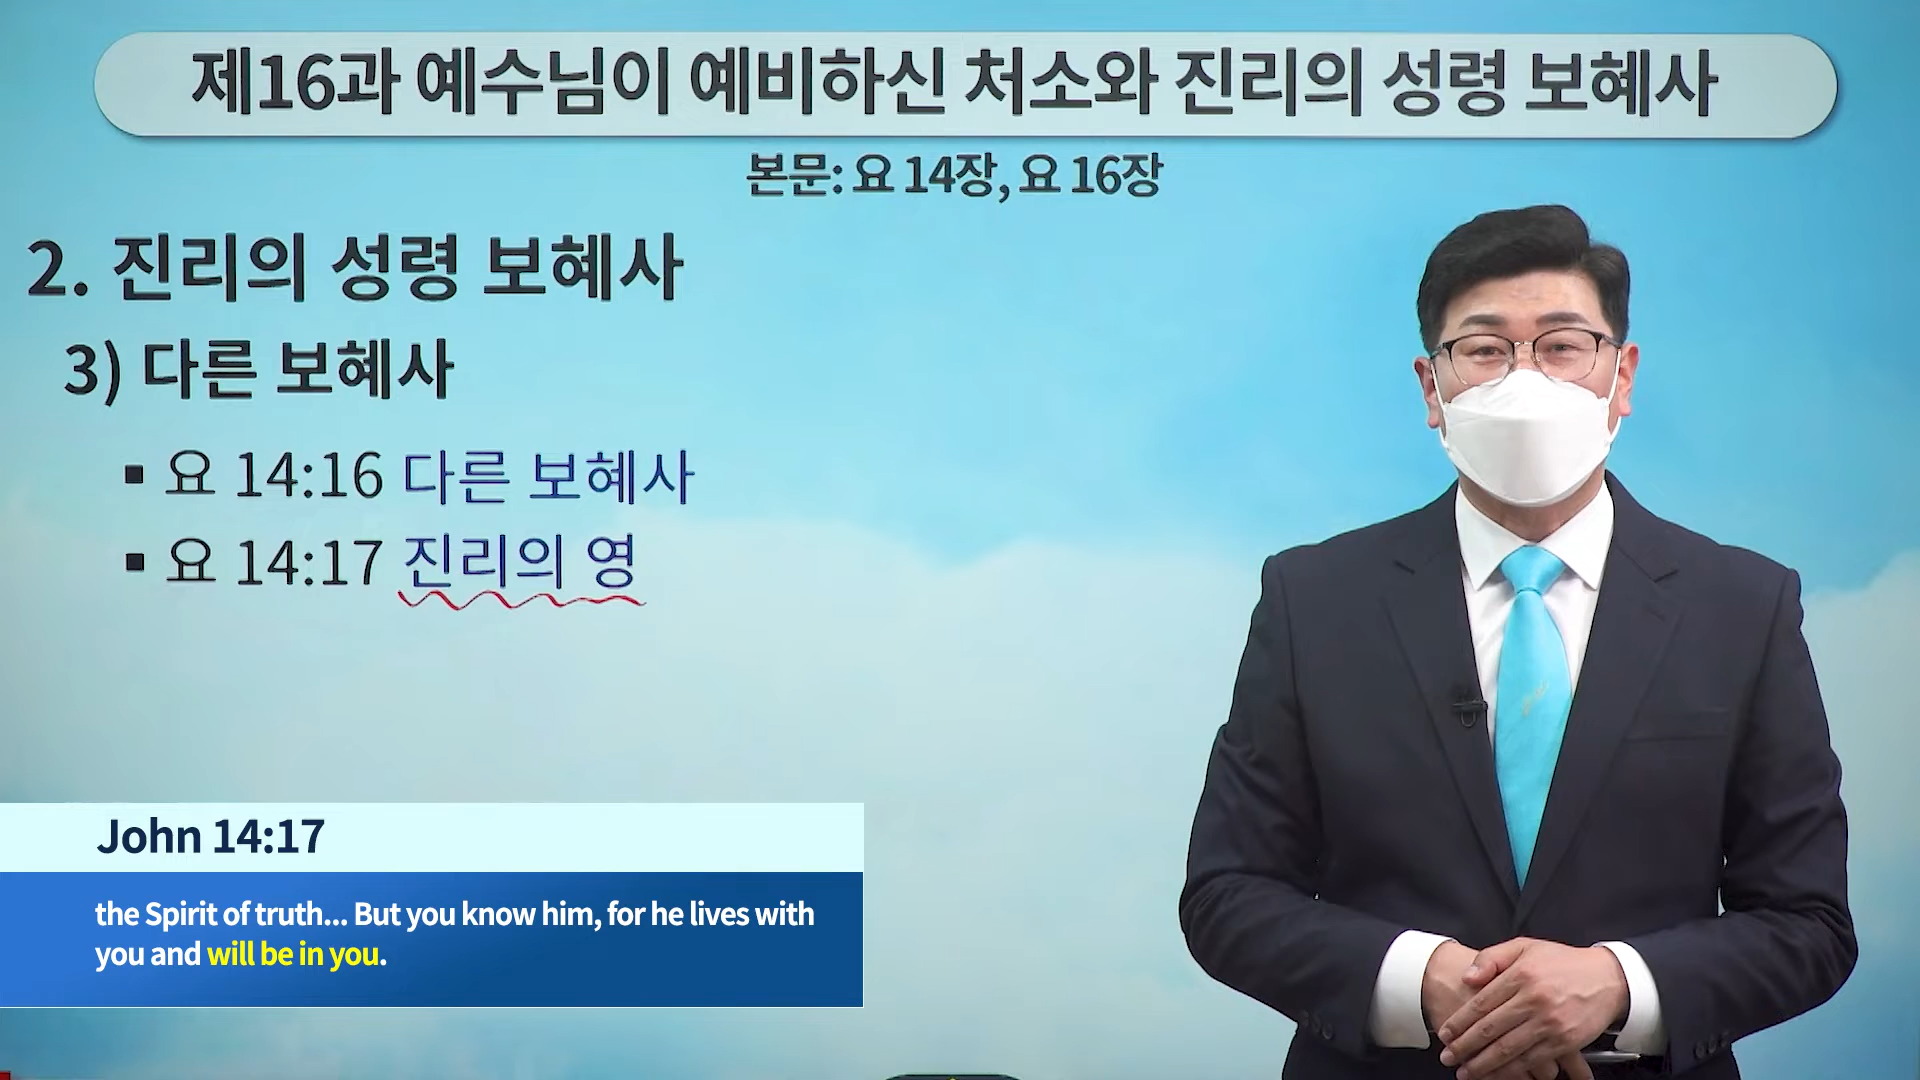 제16과 예수님이 예비하신 처소와 진리의 성령 보혜사
본문: 요 14장, 요 16장
2. 진리의 성령 보혜사
3) 다른 보혜사
▪ 요 14:16 다른 보혜사
▪ 요 14:17 진리의 영
John 14:17
the Spirit of truth... But you know him, for he lives with
you and will be in you.